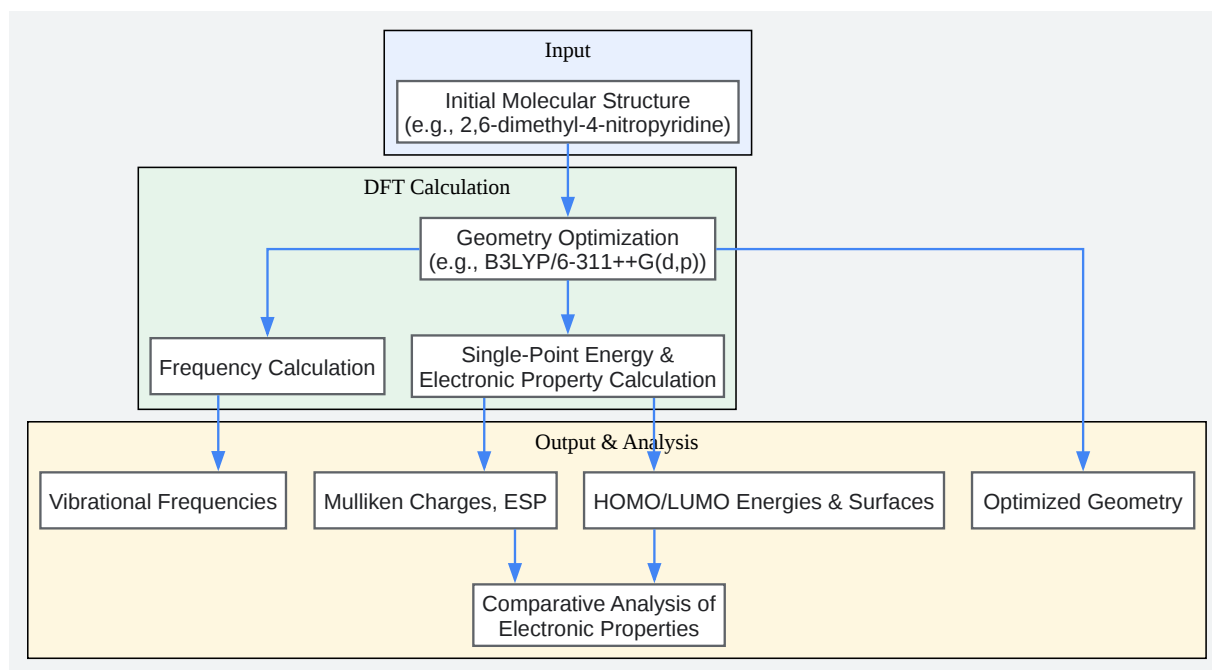 Input
Initial Molecular Structure
(e.g., 2,6-dimethyl-4-nitropyridine)
DFT Calculation
Geometry Optimization
(e.g., B3LYP/6-311++G(d,p))
Frequency Calculation
Single-Point Energy &
Electronic Property Calculation
Output & Analysis
Vibrational Frequencies
Mulliken Charges, ESP
HOMO/LUMO Energies & Surfaces
Optimized Geometry
Comparative Analysis of
Electronic Properties